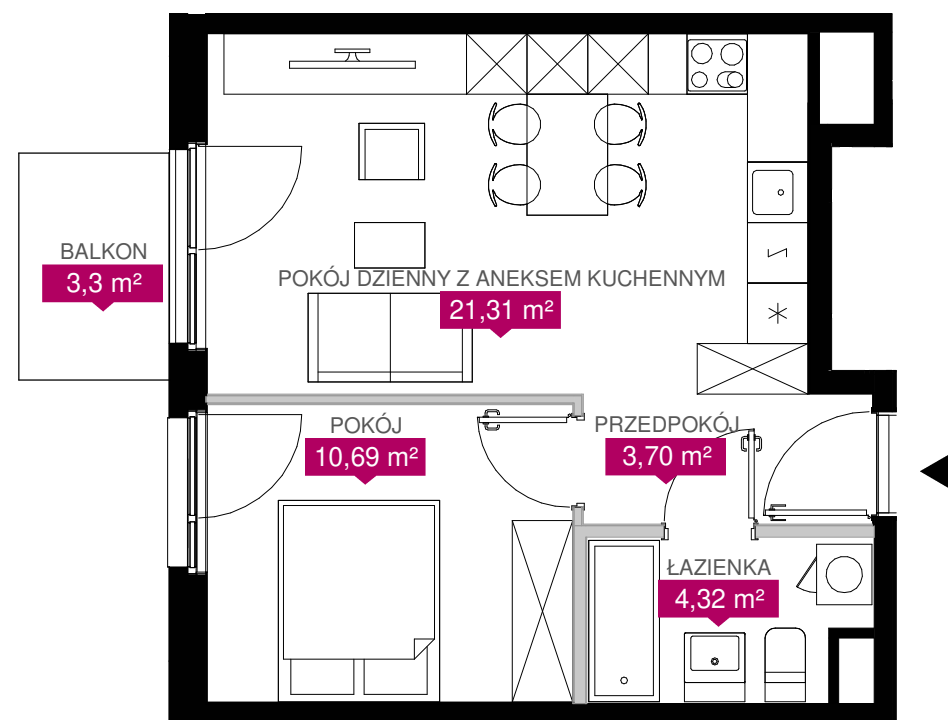 BALKON
3,3 m²
POKÓJ DZIENNY Z ANEKSEM KUCHENNYM
21,31 m²
POKÓJ
10,69 m²
PRZEDPOKÓJ
3,70 m²
ŁAZIENKA
4,32 m²